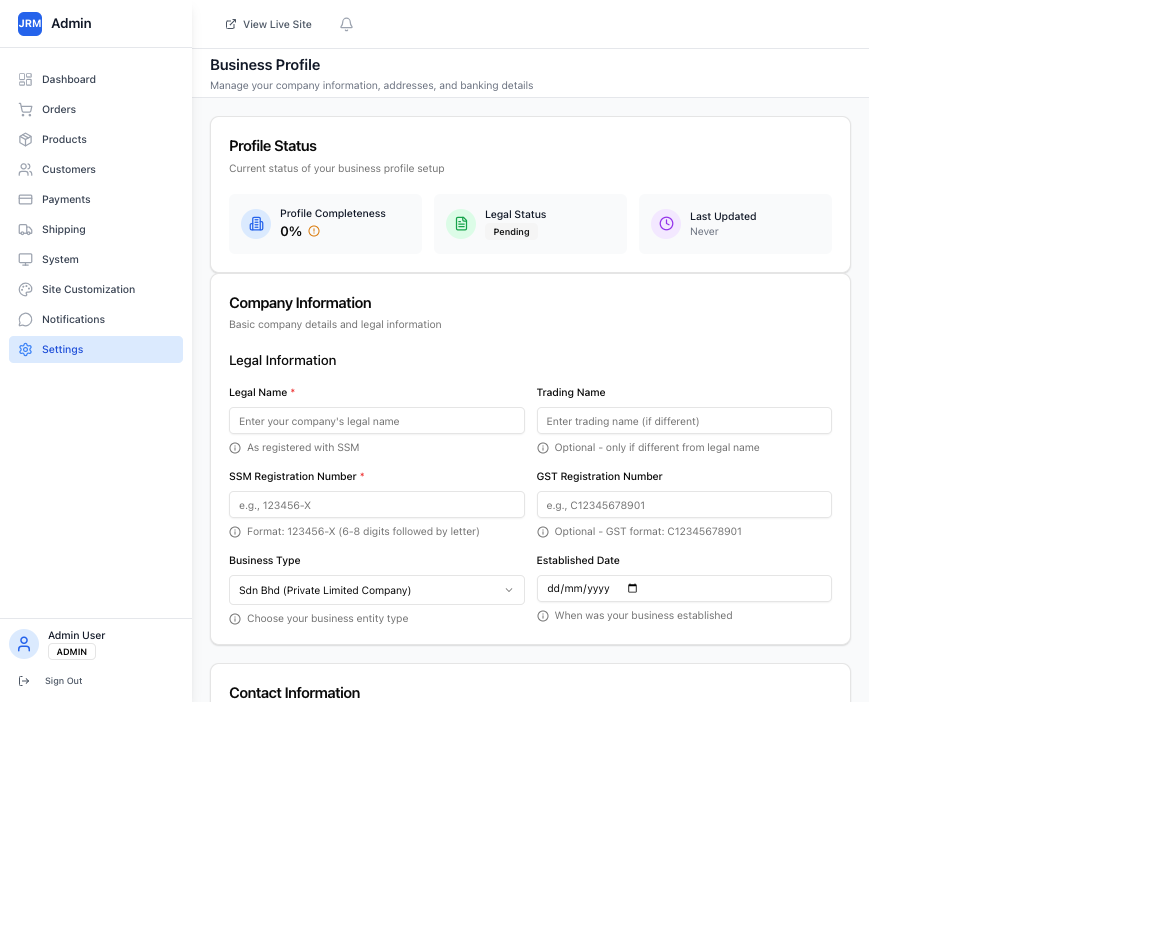 JRM Admin
Dashboard
Orders
Products
Customers
Payments
Shipping
System
Site Customization
Notifications
Settings
Admin User
ADMIN
Sign Out
View Live Site
Business Profile
Manage your company information, addresses, and banking details
Profile Status
Current status of your business profile setup
Profile Completeness
0%
Legal Status
Pending
Last Updated
Never
Company Information
Basic company details and legal information
Legal Information
Legal Name *
Enter your company's legal name
As registered with SSM
Trading Name
Enter trading name (if different)
Optional - only if different from legal name
SSM Registration Number *
e.g., 123456-X
Format: 123456-X (6-8 digits followed by letter)
GST Registration Number
e.g., C12345678901
Optional - GST format: C12345678901
Business Type
Sdn Bhd (Private Limited Company)
Choose your business entity type
Established Date
dd/mm/yyyy
When was your business established
Contact Information